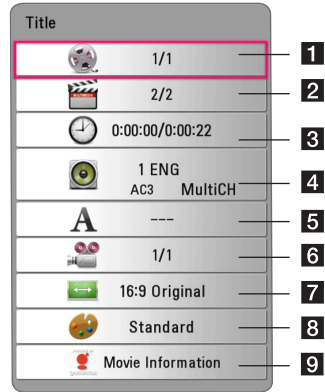 Title
1/1 1
2/2 2
0:00:00/0:00:22 3
1 ENG
AC3 MultiCH 4
--- 5
1/1 6
16:9 Original 7
Standard 8
Movie Information 9